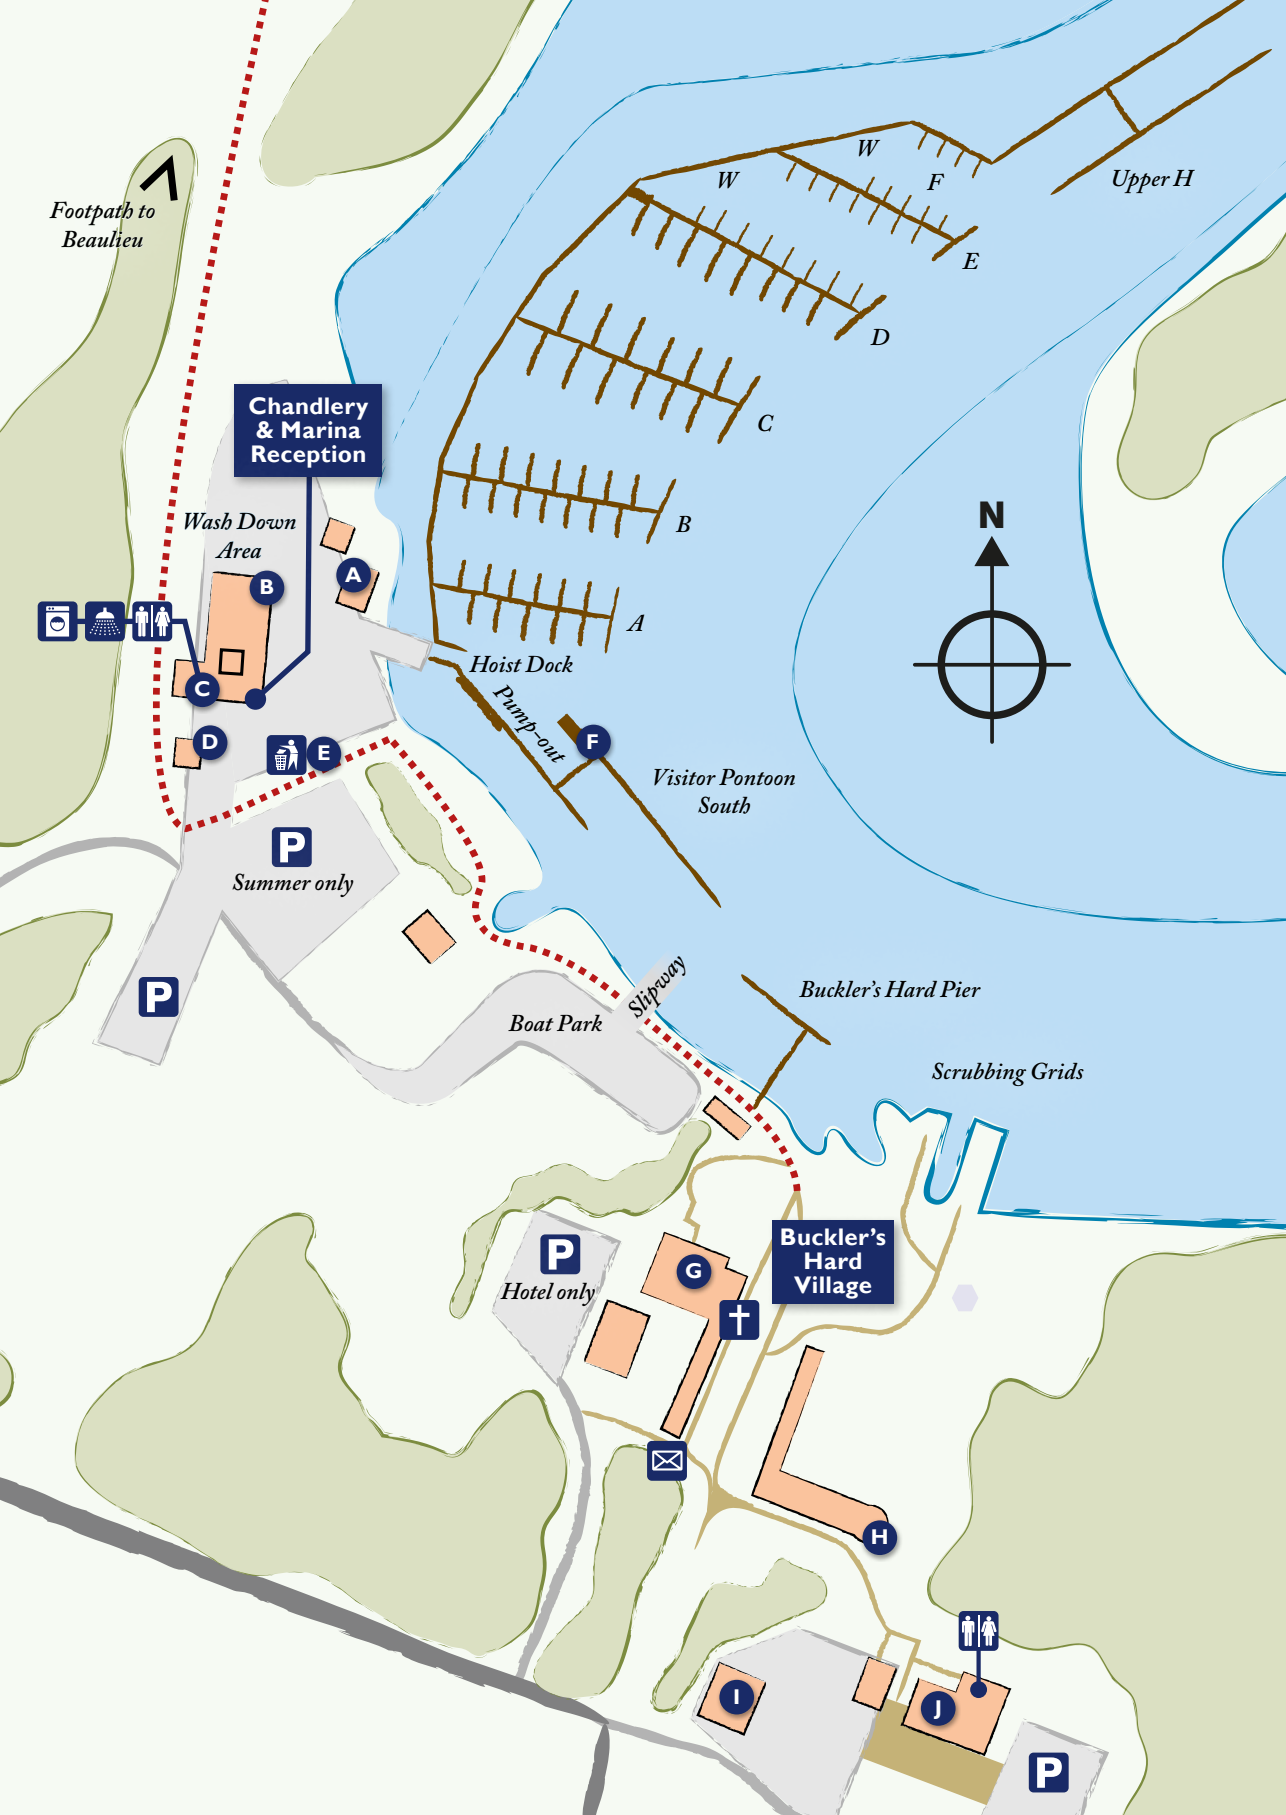 W
W
F
Upper H
Footpath to
Beaulieu
E
D
Chandlery
& Marina
Reception
C
N
Wash Down
Area
B
B
A
A
Hoist Dock
C
Pump-out
D
E
F
Visitor Pontoon
South
P
Summer only
P
Slipway
Boat Park
Buckler's Hard Pier
Scrubbing Grids
P
Hotel only
G
Buckler's
Hard
Village
H
I
J
P